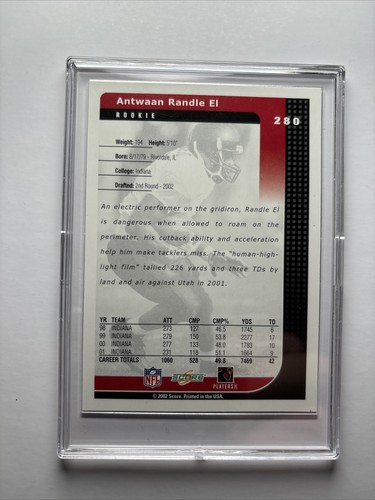 Antwaan Randle El
ROOKIE
280
Weight: 194 Height: 5'10"
Born: 8/17/79 - Riverdale, IL
College: Indiana
Drafted: 2nd Round - 2002
An electric performer on the gridiron, Randle El
is dangerous when allowed to roam on the
perimeter. His cutback ability and acceleration
help him make tacklers miss. The "human-high-
light film" tallied 226 yards and three TDs by
land and air against Utah in 2001.
YR TEAM ATT CMP CMP% YDS TD
98 INDIANA 273 127 46.5 1745 6
99 INDIANA 279 150 53.8 2277 17
00 INDIANA 277 133 48.0 1783 10
01 INDIANA 231 118 51.1 1664 9
CAREER TOTALS 1060 528 49.8 7469 42
NFL SCORE PLAYERS
© 2002 Score. Printed in the USA.